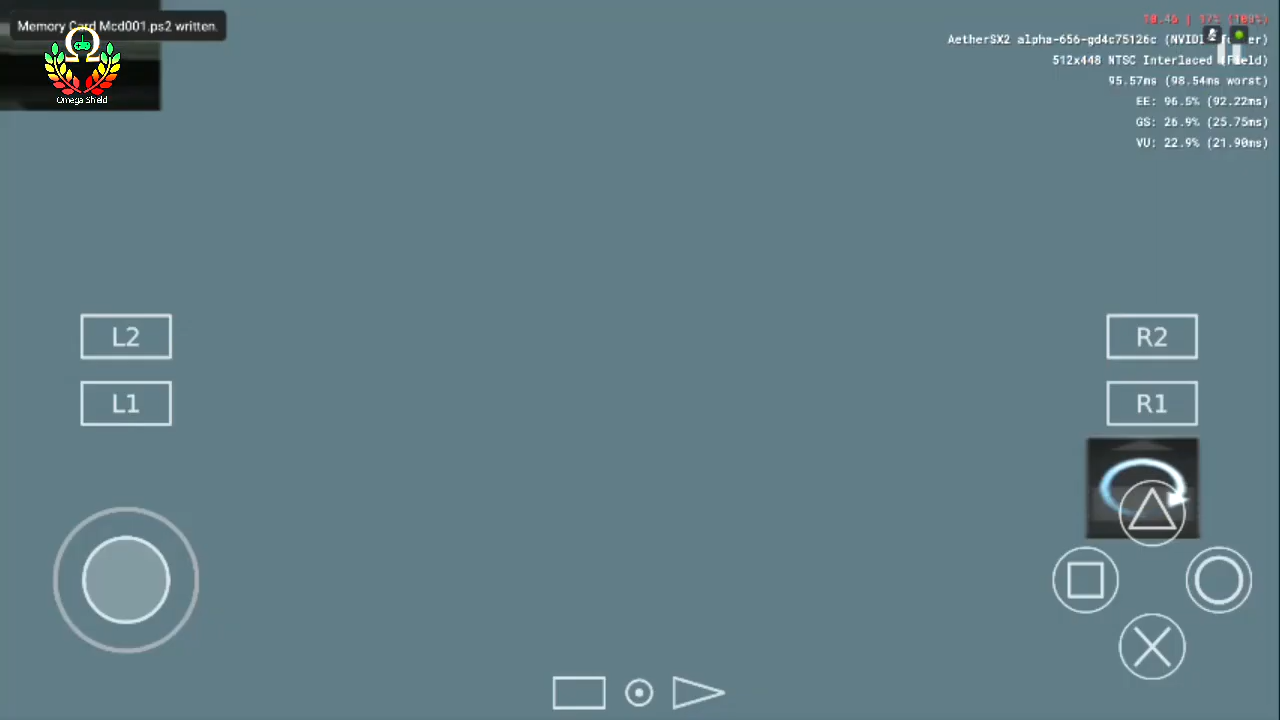 Memory Card Mcd001.ps2 written.
Omega Shield
AetherSX2 alpha-656-gd4c75126c
512x448 NTSC Interlaced
95.57ms (98.54ms worst)
EE: 96.5% (92.22ms)
GS: 26.9% (25.75ms)
VU: 22.9% (21.90ms)
L2
R2
L1
R1